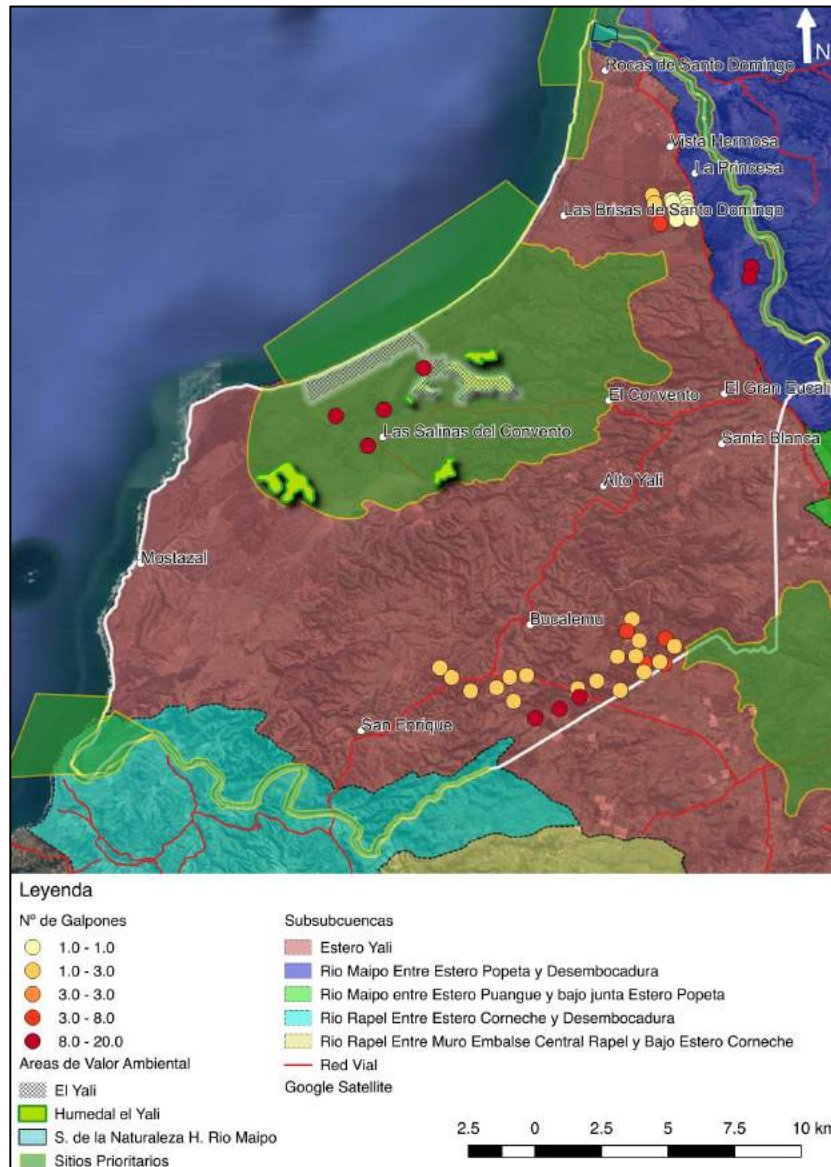 N
Rocas de Santo Domingo
Vista Hermosa
La Princesa
Las Brisas de Santo Domingo
El Convento
El Gran Eucali
Las Salinas del Convento
Santa Blanca
Alto Yali
Mostazal
Bucalemu
San Enrique
Leyenda
Nº de Galpones
1.0 - 1.0
1.0 - 3.0
3.0 - 3.0
3.0 - 8.0
8.0 - 20.0
Areas de Valor Ambiental
El Yali
Humedal el Yali
S. de la Naturaleza H. Rio Maipo
Sitios Prioritarios
Subsubcuencas
Estero Yali
Rio Maipo Entre Estero Popeta y Desembocadura
Rio Maipo entre Estero Puangue y bajo junta Estero Popeta
Rio Rapel Entre Estero Corneche y Desembocadura
Rio Rapel Entre Muro Embalse Central Rapel y Bajo Estero Corneche
Red Vial
Google Satellite
2.5 0 2.5 5 7.5 10 km